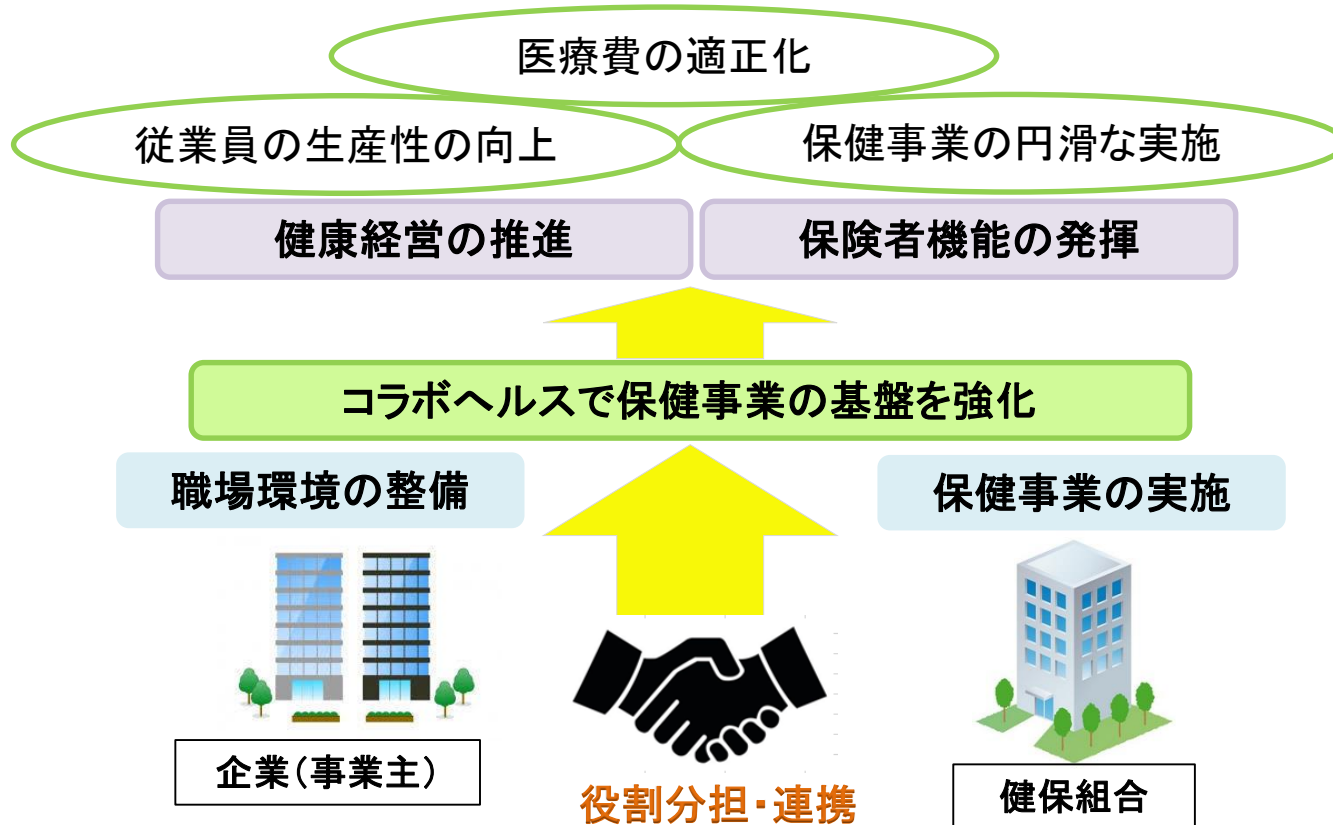 医療費の適正化
従業員の生産性の向上
保健事業の円滑な実施
健康経営の推進
保険者機能の発揮
コラボヘルスで保健事業の基盤を強化
職場環境の整備
保健事業の実施
企業(事業主)
役割分担・連携
健保組合